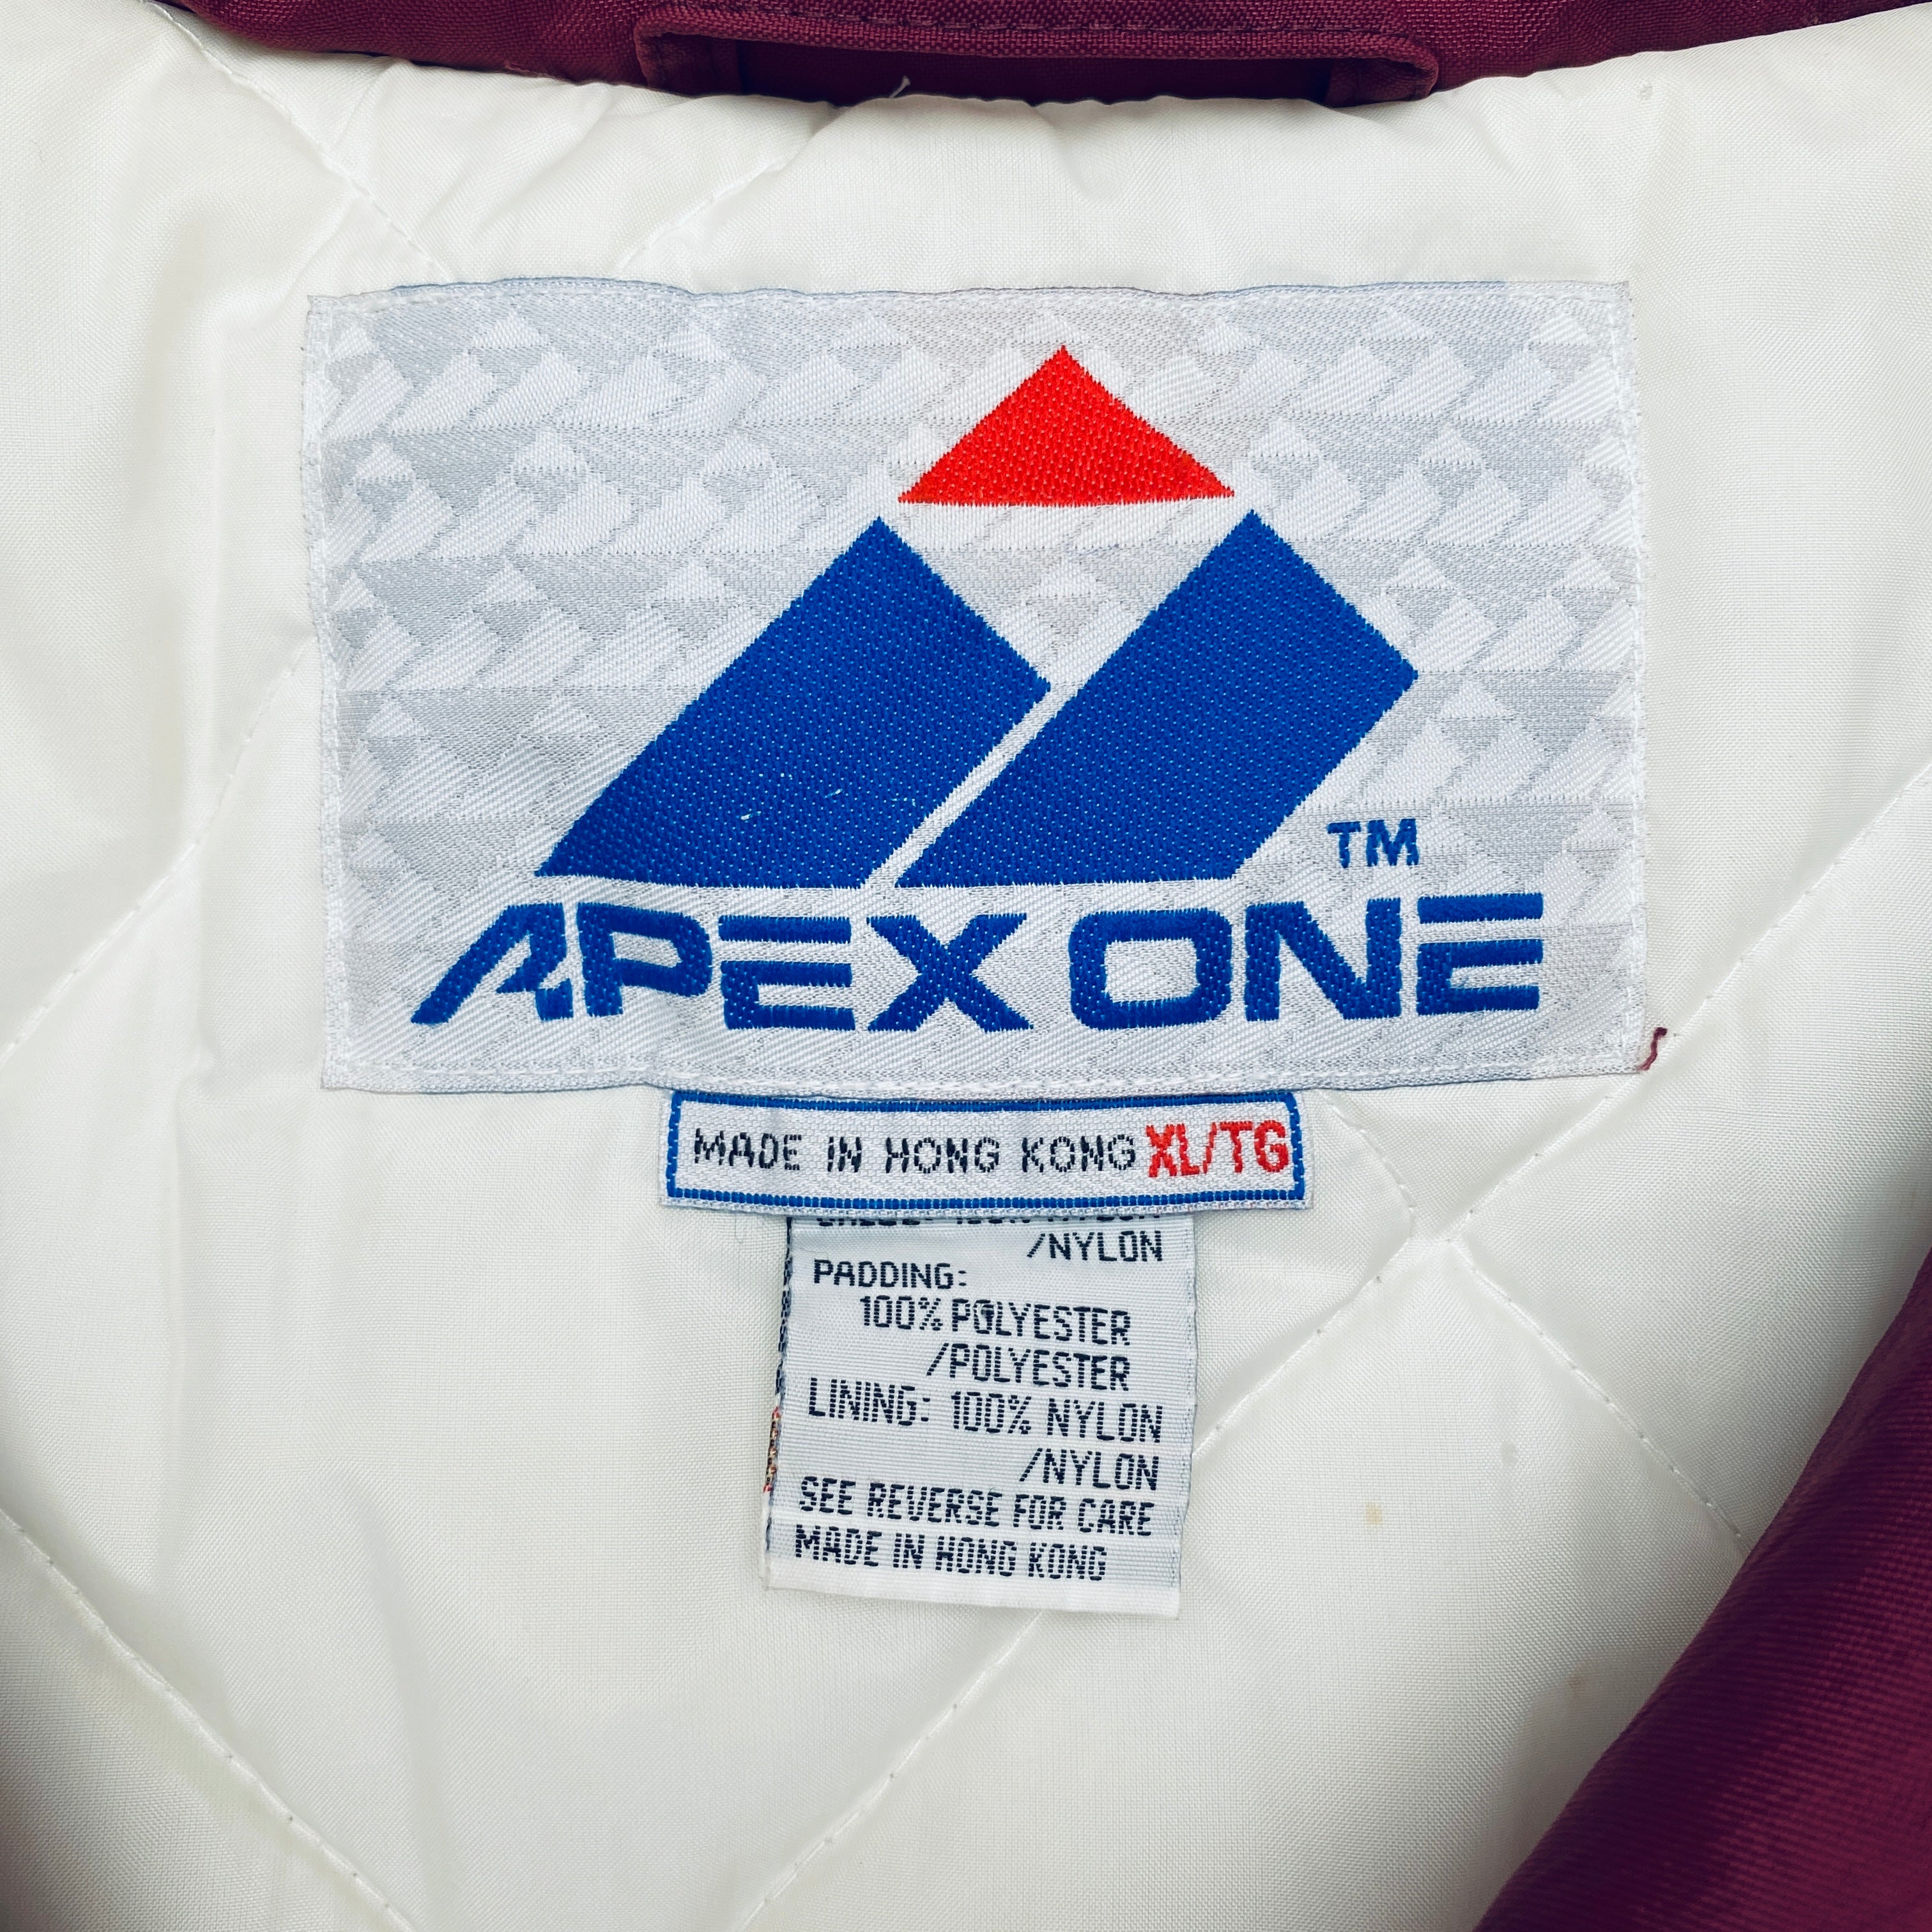 TM
APEX ONE
MADE IN HONG KONG XL/TG
/NYLON
PADDING:
100% POLYESTER
/POLYESTER
LINING: 100% NYLON
/NYLON
SEE REVERSE FOR CARE
MADE IN HONG KONG